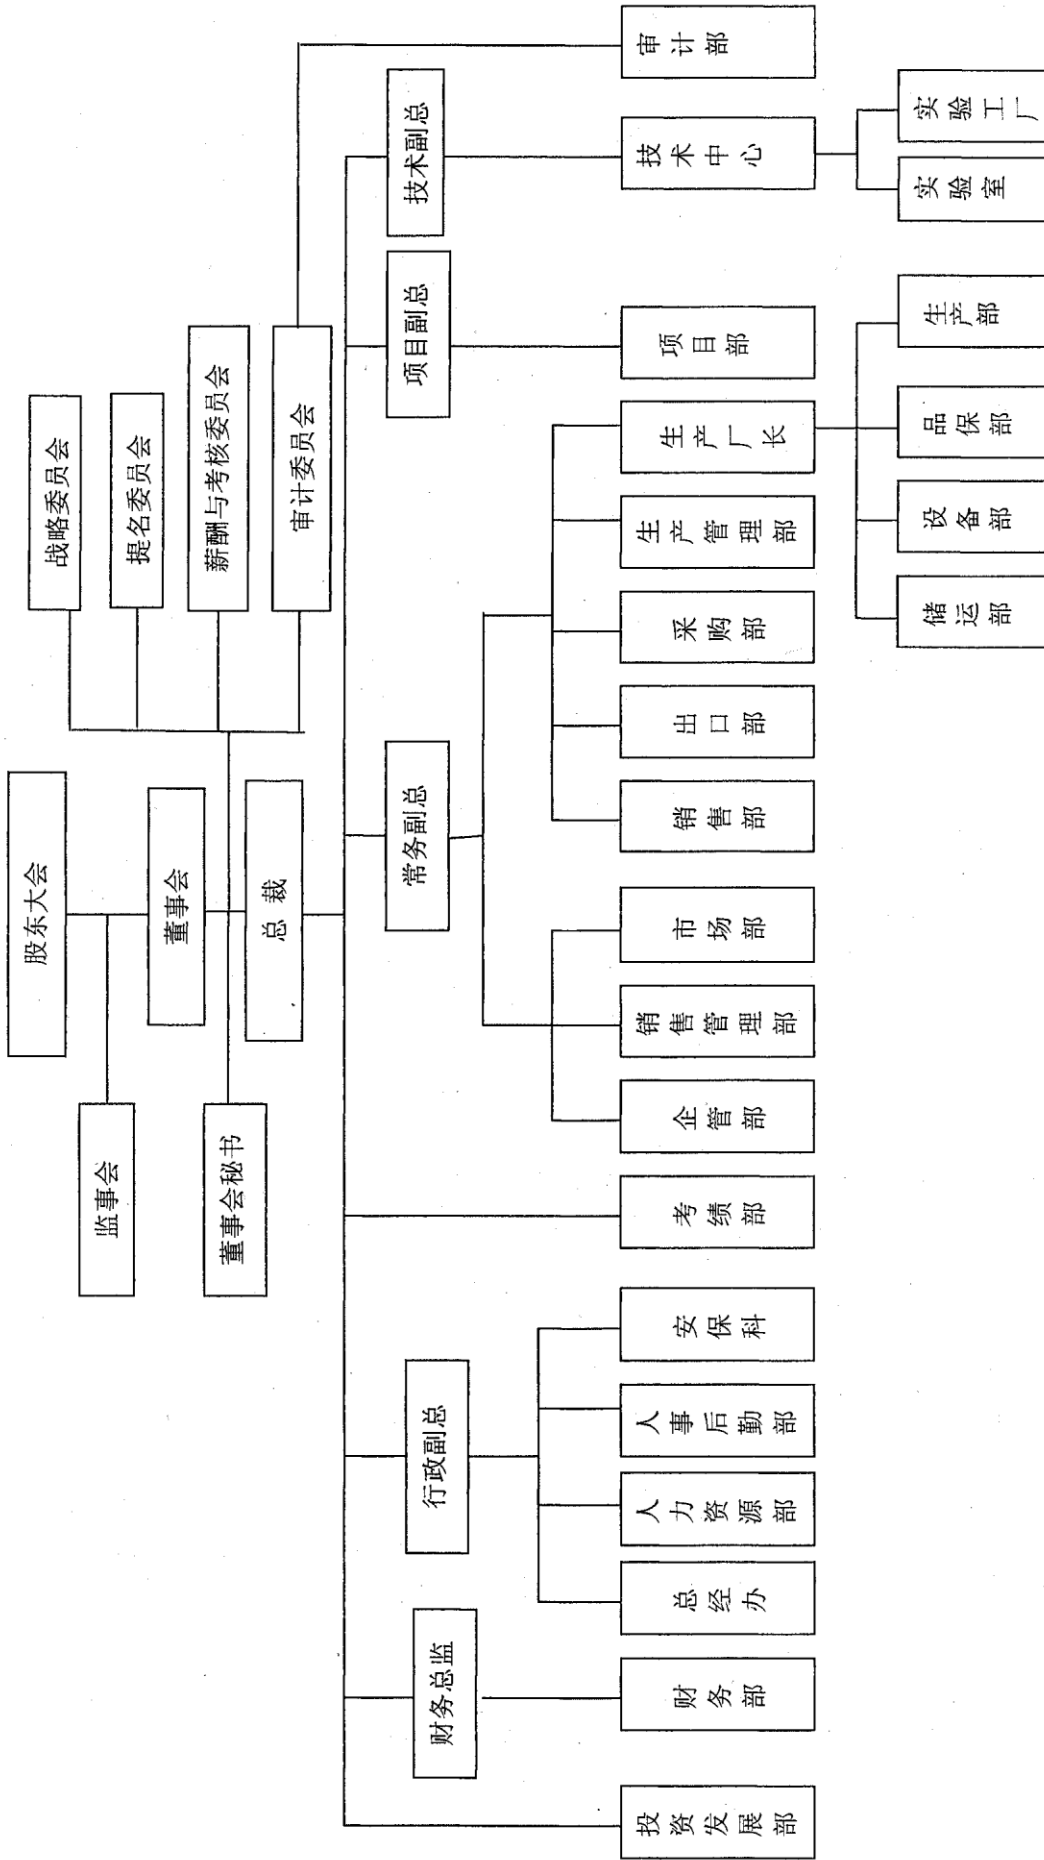 股东大会
监事会
董事会
战略委员会
提名委员会
薪酬与考核委员会
审计委员会
董事会秘书
总裁
财务总监
行政副总
常务副总
项目副总
技术副总
投资发展部
财务部
总经办
人力资源部
人事后勤部
安保科
考绩部
企管部
销售管理部
市场部
销售部
出口部
采购部
生产管理部
生产厂长
项目部
技术中心
审计部
储运部
设备部
品保部
生产部
实验室
实验工厂